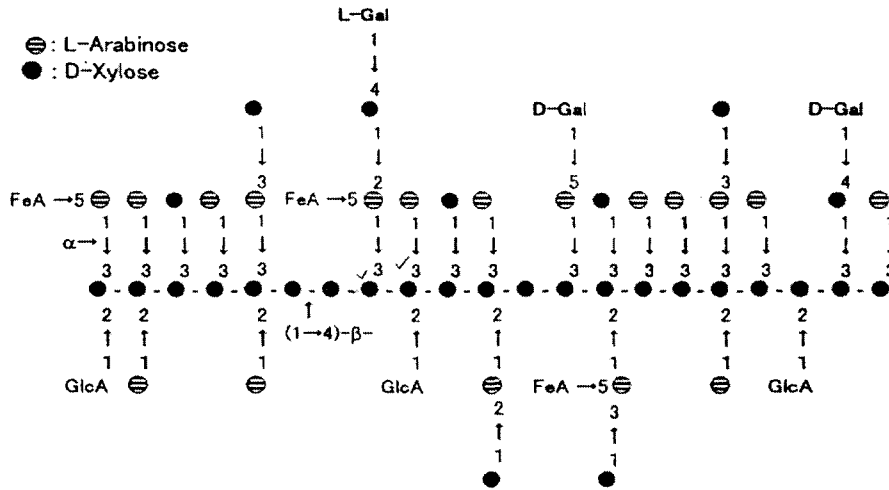 L-Gal
: L-Arabinose
: D-Xylose
1
↓
4
D-Gal D-Gal
1 1 1 1 1
↓ ↓ ↓ ↓ ↓
3 2 5 3 4
FeA →5 FeA →5
1 1 1 1 1 1 1 1 1 1 1 1 1 1 1 1 1
α→ ↓ ↓ ↓ ↓ ↓ ↓ ↓ ↓ ↓ ↓ ↓ ↓ ↓ ↓ ↓ ↓ ↓
3 3 3 3 3 3 3 3 3 3 3 3 3 3 3 3 3
2 2 2 2 2 2 2 2
↑ ↑ ↑ ↑ ↑ ↑ ↑ ↑ ↑
(1→4)-β-
1 1 1 1 1 1 1 1
GlcA GlcA FeA →5 GlcA
2 3
↑ ↑
1 1